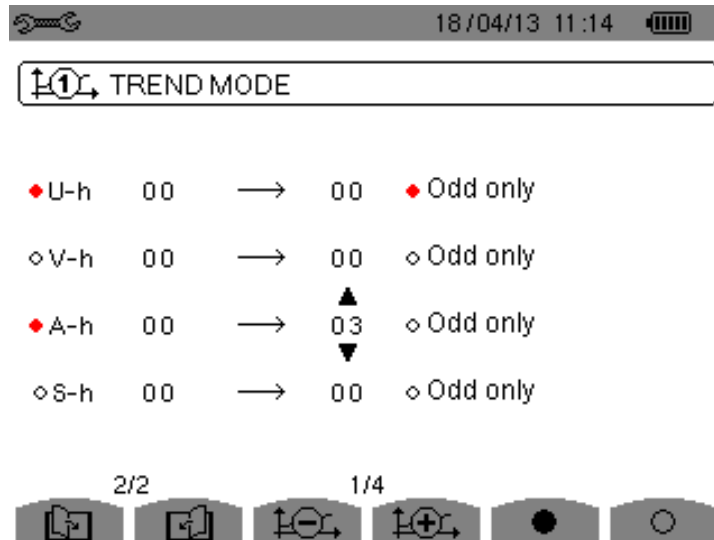 18/04/13 11:14
1 TREND MODE
U-h 00 → 00 Odd only
V-h 00 → 00 Odd only
A-h 00 → 03 Odd only
S-h 00 → 00 Odd only
2/2 1/4